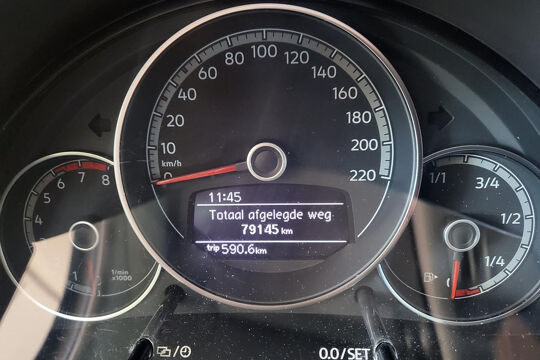 100
80 120
60 140
40 160
20 180
10 200
0 220
km/h
11:45
Totaal afgelegde weg
79145 km
trip 590.6 km
8
7
6
5
4
3
1/min
x1000
1/1
3/4
1/2
1/4
0.0/SET